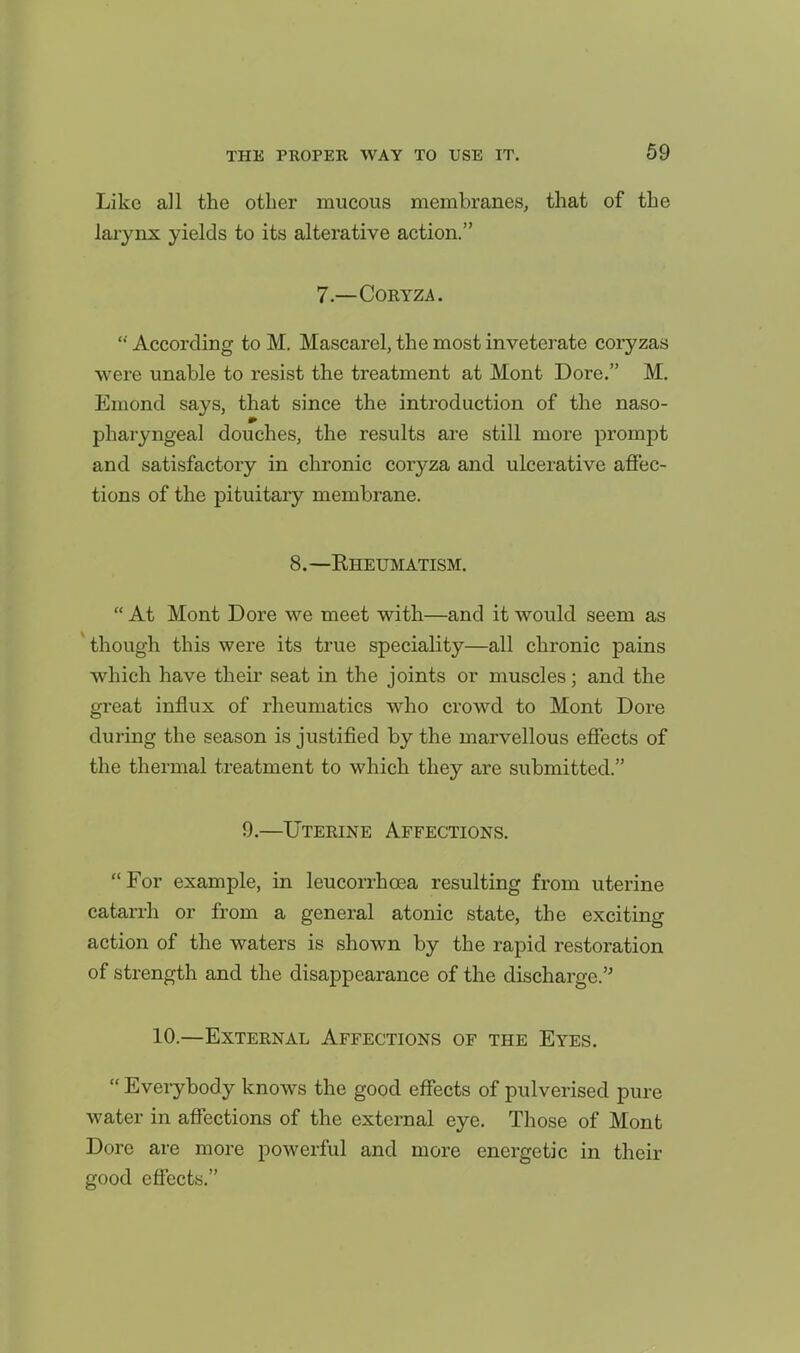 THE PROPER WAY TO USE IT. 59
Like all the other mucous membranes, that of the
larynx yields to its alterative action.”
7.—CORYZA.
“ According to M. Mascarel, the most inveterate coryzas
were unable to resist the treatment at Mont Dore.” M.
Emond says, that since the introduction of the naso-
pharyngeal douches, the results are still more prompt
and satisfactory in chronic coryza and ulcerative affec-
tions of the pituitary membrane.
8.—RHEUMATISM.
“ At Mont Dore we meet with—and it would seem as
though this were its true speciality—all chronic pains
which have their seat in the joints or muscles ; and the
great influx of rheumatics who crowd to Mont Dore
during the season is justified by the marvellous effects of
the thermal treatment to which they are submitted.”
9.—UTERINE AFFECTIONS.
“ For example, in leucorrhœa resulting from uterine
catarrh or from a general atonic state, the exciting
action of the waters is shown by the rapid restoration
of strength and the disappearance of the discharge.”
10.—EXTERNAL AFFECTIONS OF THE EYES.
“ Everybody knows the good effects of pulverised pure
water in affections of the external eye. Those of Mont
Dore are more powerful and more energetic in their
good effects.”